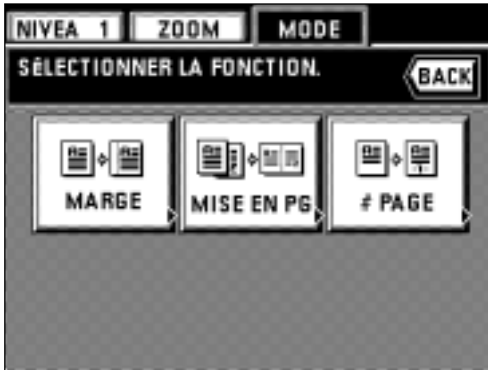 NIVEA 1 ZOOM MODE
SÉLECTIONNER LA FONCTION.
BACK
MARGE MISE EN PG # PAGE